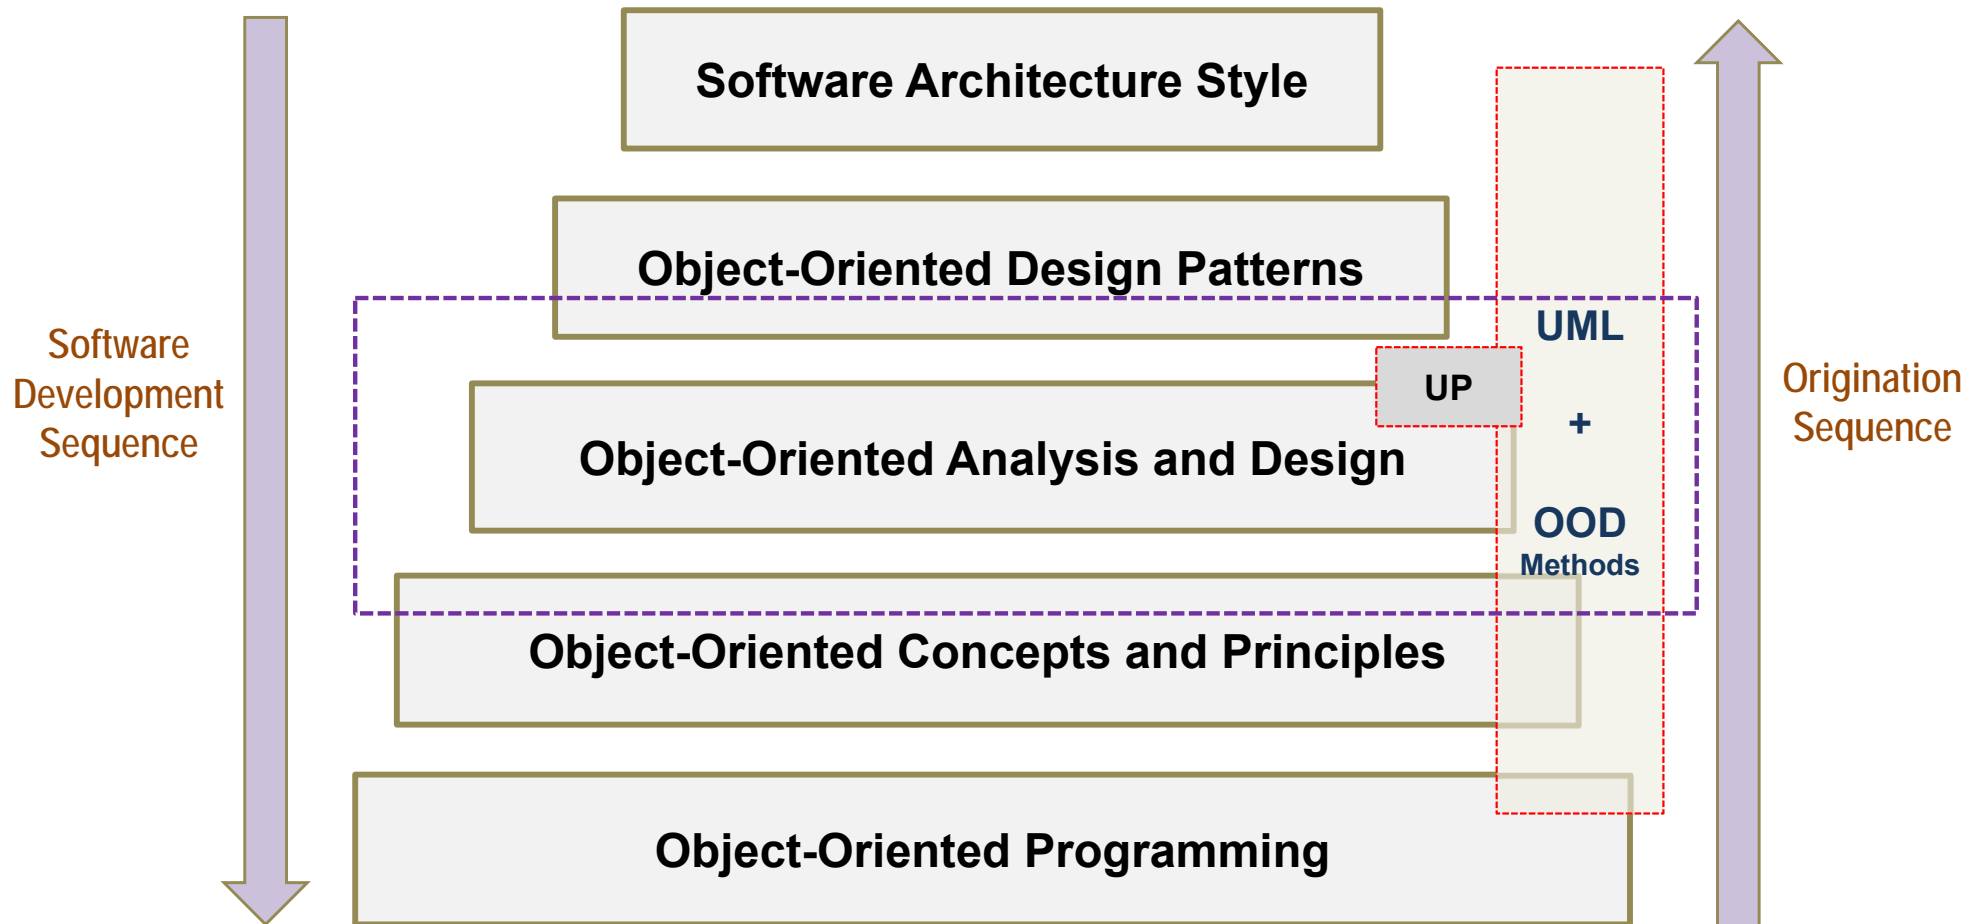 Software Architecture Style
Object-Oriented Design Patterns
Software
Development
Sequence
UML
UP
+
Origination
Sequence
Object-Oriented Analysis and Design
OOD
Methods
Object-Oriented Concepts and Principles
Object-Oriented Programming